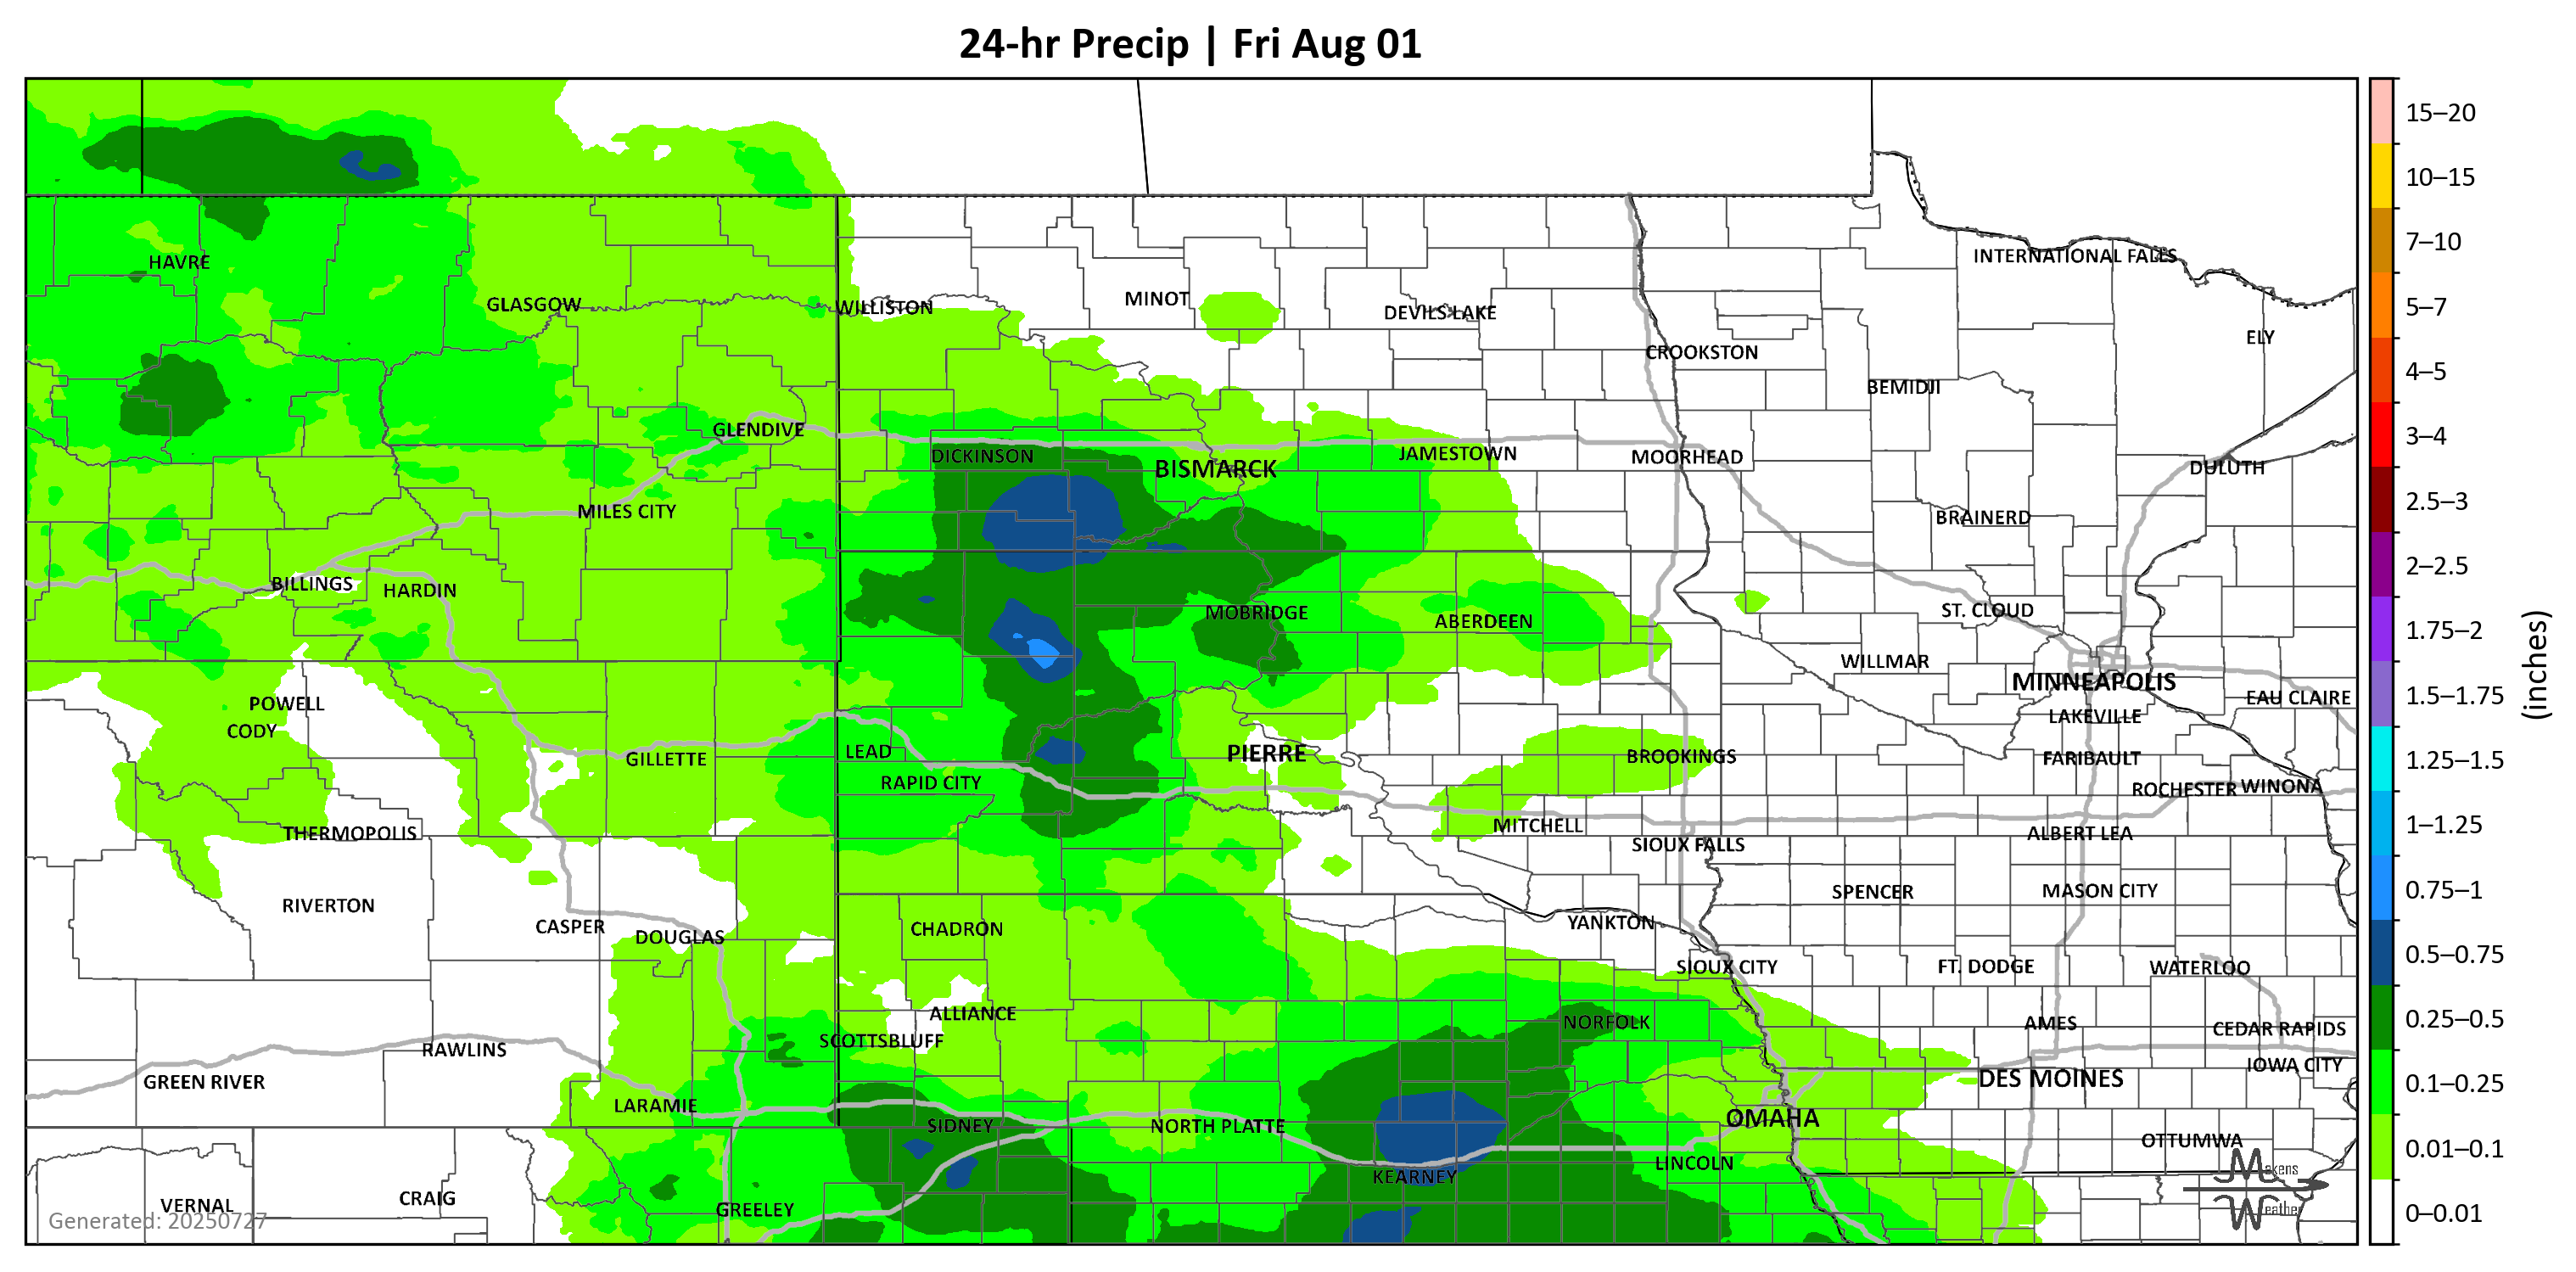 24-hr Precip | Fri Aug 01
15–20
10–15
INTERNATIONAL FALLS
7–10
HAVRE
GLASGOW
WILLISTON
MINOT
DEVILS LAKE
5–7
ELY
CROOKSTON
BEMIDJI
4–5
GLENDIVE
3–4
DICKINSON
BISMARCK
JAMESTOWN
MOORHEAD
DULUTH
2.5–3
MILES CITY
BRAINERD
2–2.5
BILLINGS
HARDIN
MOBRIDGE
ABERDEEN
ST. CLOUD
1.75–2
WILLMAR
MINNEAPOLIS
(inches)
POWELL
EAU CLAIRE
1.5–1.75
CODY
LAKEVILLE
GILLETTE
LEAD
PIERRE
BROOKINGS
FARIBAULT
1.25–1.5
RAPID CITY
ROCHESTER
WINONA
THERMOPOLIS
MITCHELL
ALBERT LEA
1–1.25
SIOUX FALLS
RIVERTON
SPENCER
MASON CITY
0.75–1
CASPER
DOUGLAS
CHADRON
YANKTON
SIOUX CITY
FT. DODGE
WATERLOO
0.5–0.75
ALLIANCE
SCOTTSBLUFF
NORFOLK
AMES
CEDAR RAPIDS
0.25–0.5
RAWLINS
GREEN RIVER
IOWA CITY
DES MOINES
0.1–0.25
LARAMIE
SIDNEY
NORTH PLATTE
OMAHA
OTTUMWA
0.01–0.1
KEARNEY
LINCOLN
Makens
Weather
VERNAL
CRAIG
GREELEY
Generated: 20250727
0–0.01